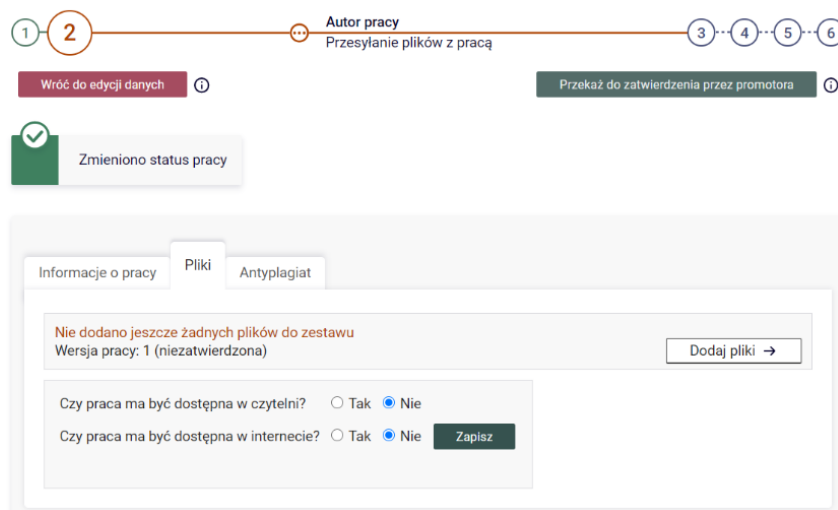 1 2 Autor pracy 3 4 5 6
Przesyłanie plików z pracą
Wróć do edycji danych Przekaż do zatwierdzenia przez promotora
Zmieniono status pracy
Informacje o pracy Pliki Antyplagiat
Nie dodano jeszcze żadnych plików do zestawu
Wersja pracy: 1 (niezatwierdzona) Dodaj pliki →
Czy praca ma być dostępna w czytelni? Tak Nie
Czy praca ma być dostępna w internecie? Tak Nie Zapisz